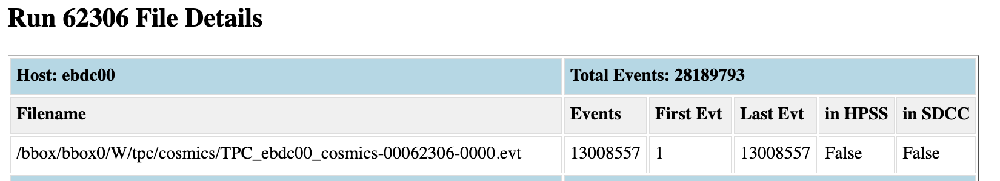 Run 62306 File Details
Host: ebdc00 Total Events: 28189793
Filename Events First Evt Last Evt in HPSS in SDCC
/bbox/bbox0/W/tpc/cosmics/TPC_ebdc00_cosmics-00062306-0000.evt 13008557 1 13008557 False False